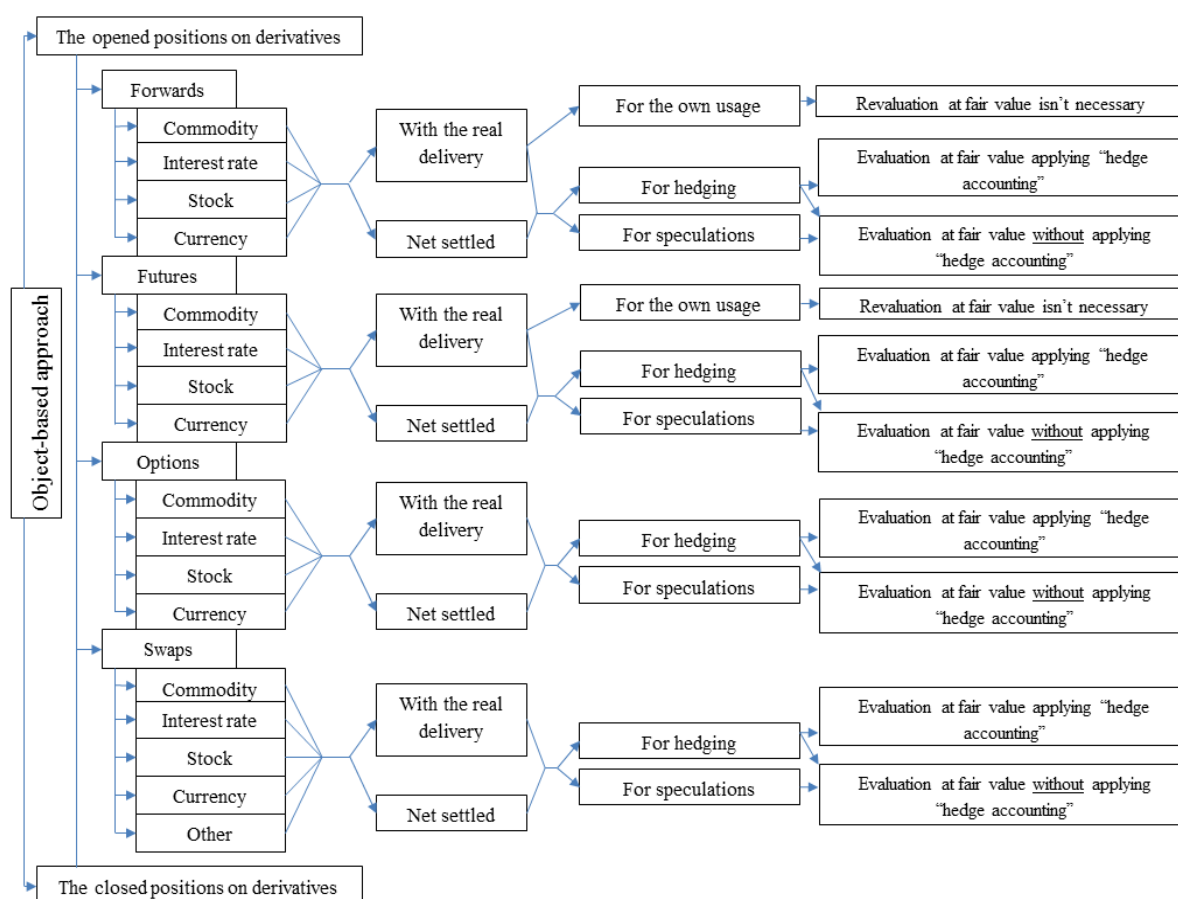 The opened positions on derivatives
Object-based approach
Forwards
Commodity
Interest rate
Stock
Currency
With the real
delivery
Net settled
For the own usage
For hedging
For speculations
Revaluation at fair value isn’t necessary
Evaluation at fair value applying “hedge
accounting”
Evaluation at fair value without applying
“hedge accounting”
Futures
Commodity
Interest rate
Stock
Currency
With the real
delivery
Net settled
For the own usage
For hedging
For speculations
Revaluation at fair value isn’t necessary
Evaluation at fair value applying “hedge
accounting”
Evaluation at fair value without applying
“hedge accounting”
Options
Commodity
Interest rate
Stock
Currency
With the real
delivery
Net settled
For hedging
For speculations
Evaluation at fair value applying “hedge
accounting”
Evaluation at fair value without applying
“hedge accounting”
Swaps
Commodity
Interest rate
Stock
Currency
Other
With the real
delivery
Net settled
For hedging
For speculations
Evaluation at fair value applying “hedge
accounting”
Evaluation at fair value without applying
“hedge accounting”
The closed positions on derivatives